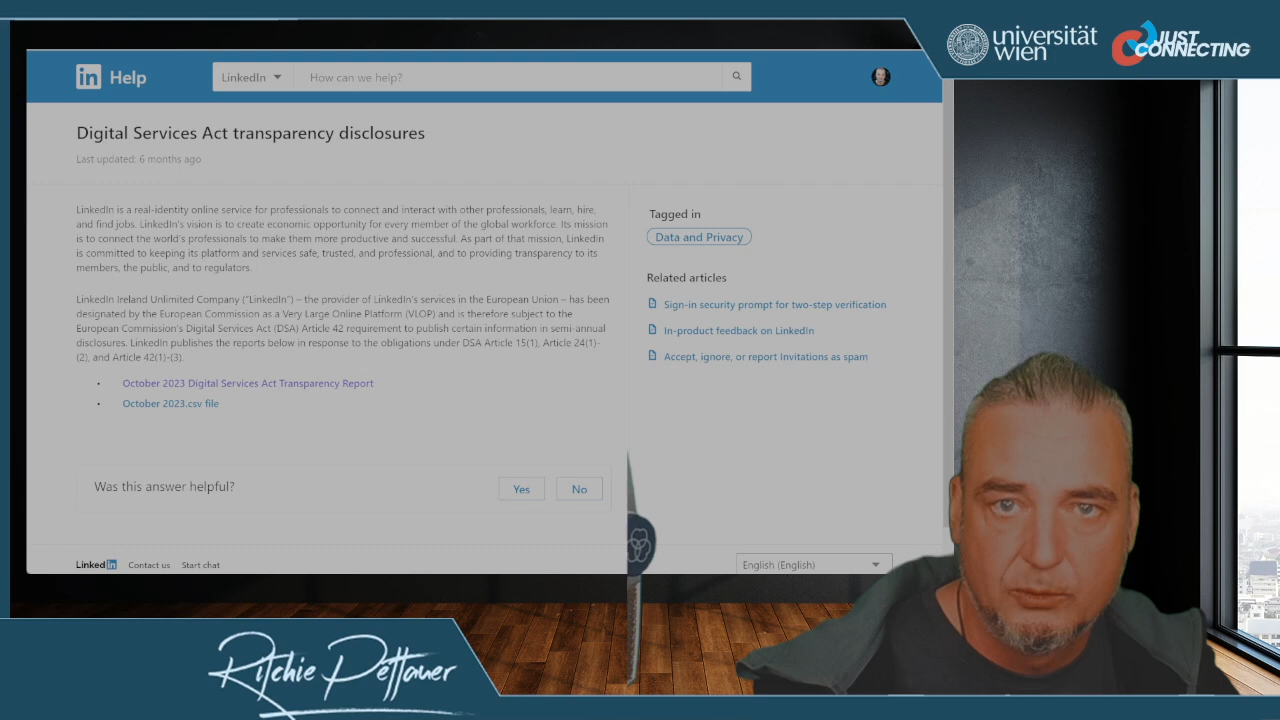 universität
wien
JUST
CONNECTING
in Help
LinkedIn
How can we help?
Digital Services Act transparency disclosures
Last updated: 6 months ago
LinkedIn is a real-identity online service for professionals to connect and interact with other professionals, learn, hire,
and find jobs. LinkedIn's vision is to create economic opportunity for every member of the global workforce. Its mission
is to connect the world's professionals to make them more productive and successful. As part of that mission, LinkedIn
is committed to keeping its platform and services safe, trusted, and professional, and to providing transparency to its
members, the public, and to regulators.
LinkedIn Ireland Unlimited Company ("LinkedIn") – the provider of LinkedIn's services in the European Union – has been
designated by the European Commission as a Very Large Online Platform (VLOP) and is therefore subject to the
European Commission's Digital Services Act (DSA) Article 42 requirement to publish certain information in semi-annual
disclosures. LinkedIn publishes the reports below in response to the obligations under DSA Article 15(1), Article 24(1)-
(2), and Article 42(1)-(3).
• October 2023 Digital Services Act Transparency Report
• October 2023.csv file
Was this answer helpful?
Yes
No
Tagged in
Data and Privacy
Related articles
Sign-in security prompt for two-step verification
In-product feedback on LinkedIn
Accept, ignore, or report Invitations as spam
LinkedIn Contact us Start chat
English (English)
Ritchie Pettauer